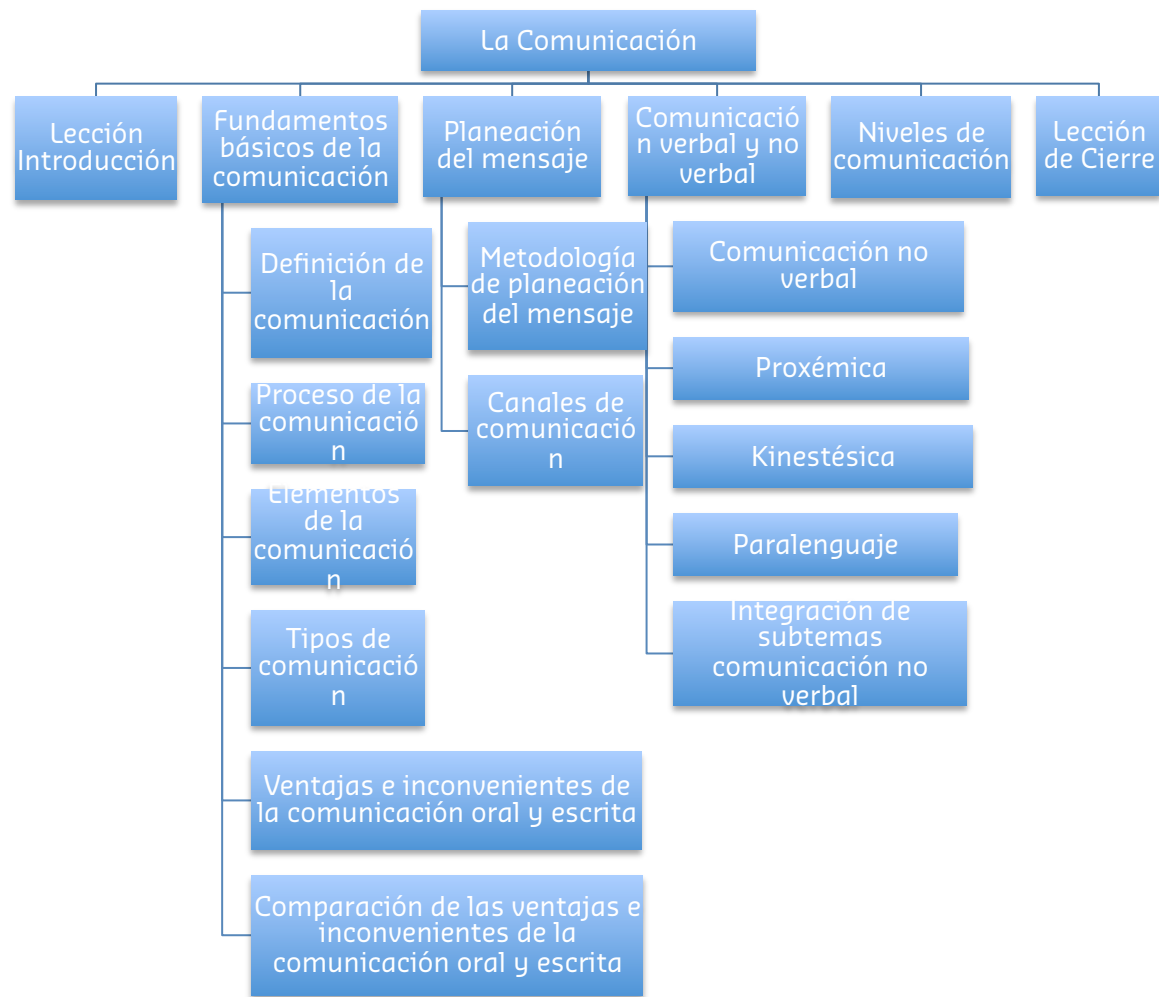 La Comunicación
Lección
Introducción
Fundamentos
básicos de la
comunicación
Definición de
la
comunicación
Proceso de la
comunicació
n
Elementos
de la
comunicació
n
Tipos de
comunicació
n
Ventajas e inconvenientes de
la comunicación oral y escrita
Comparación de las ventajas e
inconvenientes de la
comunicación oral y escrita
Planeación
del mensaje
Metodología
de planeación
del mensaje
Canales de
comunicació
n
Comunicació
n verbal y no
verbal
Comunicación no
verbal
Proxémica
Kinestésica
Paralenguaje
Integración de
subtemas
comunicación no
verbal
Niveles de
comunicación
Lección
de Cierre